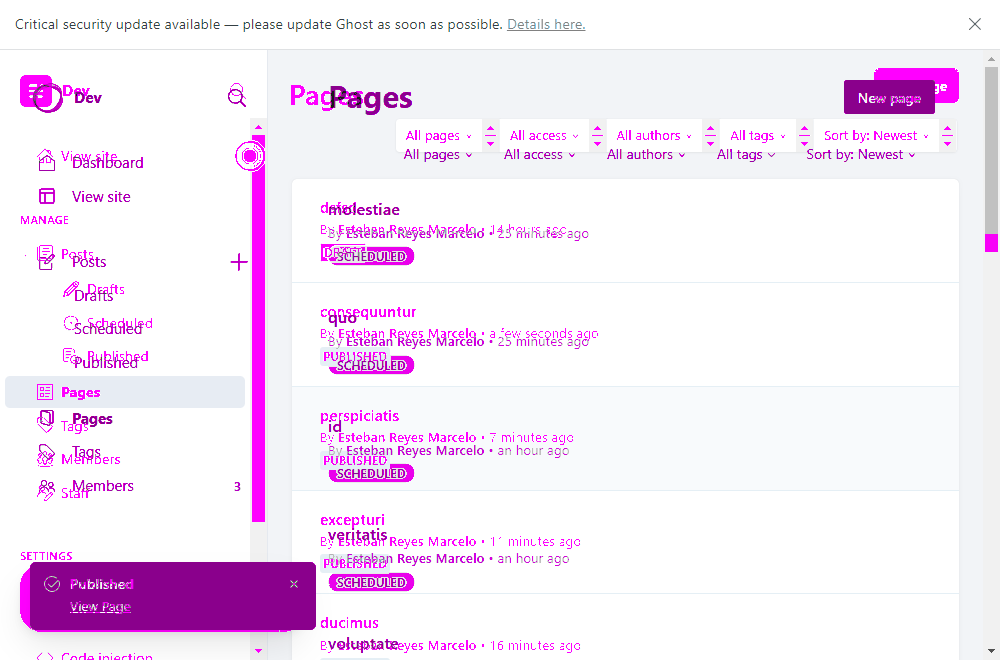 Critical security update available — please update Ghost as soon as possible. Details here.
Dev
Dev
Pages
Pages
New page
View site
Dashboard
View site
MANAGE
Posts
Posts
Drafts
Drafts
Scheduled
Scheduled
Published
Published
Pages
Pages
Tags
Tags
Members
Members
3
Staff
SETTINGS
Code injection
Published
View Page
All pages
All access
All authors
All tags
Sort by: Newest
All pages
All access
All authors
All tags
Sort by: Newest
molestiae
By Esteban Reyes Marcelo • 14 hours ago
By Esteban Reyes Marcelo • 23 minutes ago
DRAFT
SCHEDULED
consequuntur
quo
By Esteban Reyes Marcelo • a few seconds ago
By Esteban Reyes Marcelo • 25 minutes ago
PUBLISHED
SCHEDULED
perspiciatis
id
By Esteban Reyes Marcelo • 7 minutes ago
By Esteban Reyes Marcelo • an hour ago
PUBLISHED
SCHEDULED
excepturi
veritatis
By Esteban Reyes Marcelo • 11 minutes ago
By Esteban Reyes Marcelo • an hour ago
PUBLISHED
SCHEDULED
ducimus
voluptate
By Esteban Reyes Marcelo • 16 minutes ago